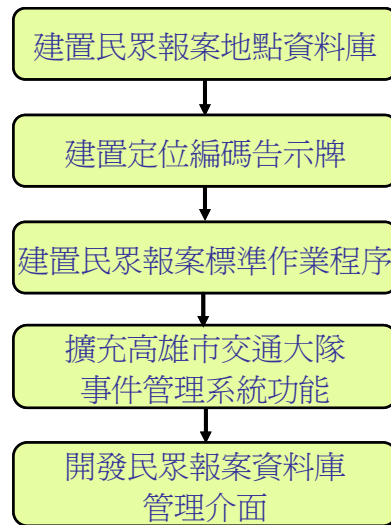 建置民眾報案地點資料庫
建置定位編碼告示牌
建置民眾報案標準作業程序
擴充高雄市交通大隊
事件管理系統功能
開發民眾報案資料庫
管理介面